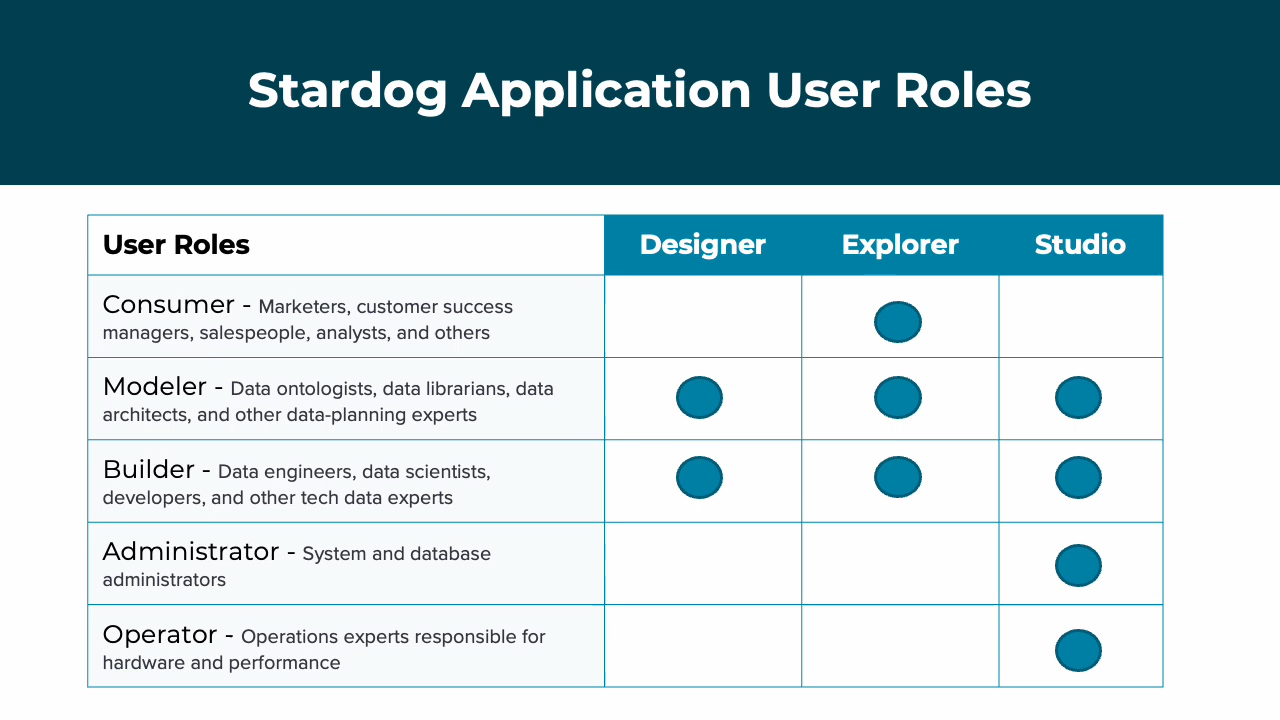 Stardog Application User Roles
User Roles
Designer
Explorer
Studio
Consumer - Marketers, customer success
managers, salespeople, analysts, and others
Modeler - Data ontologists, data librarians, data
architects, and other data-planning experts
Builder - Data engineers, data scientists,
developers, and other tech data experts
Administrator - System and database
administrators
Operator - Operations experts responsible for
hardware and performance